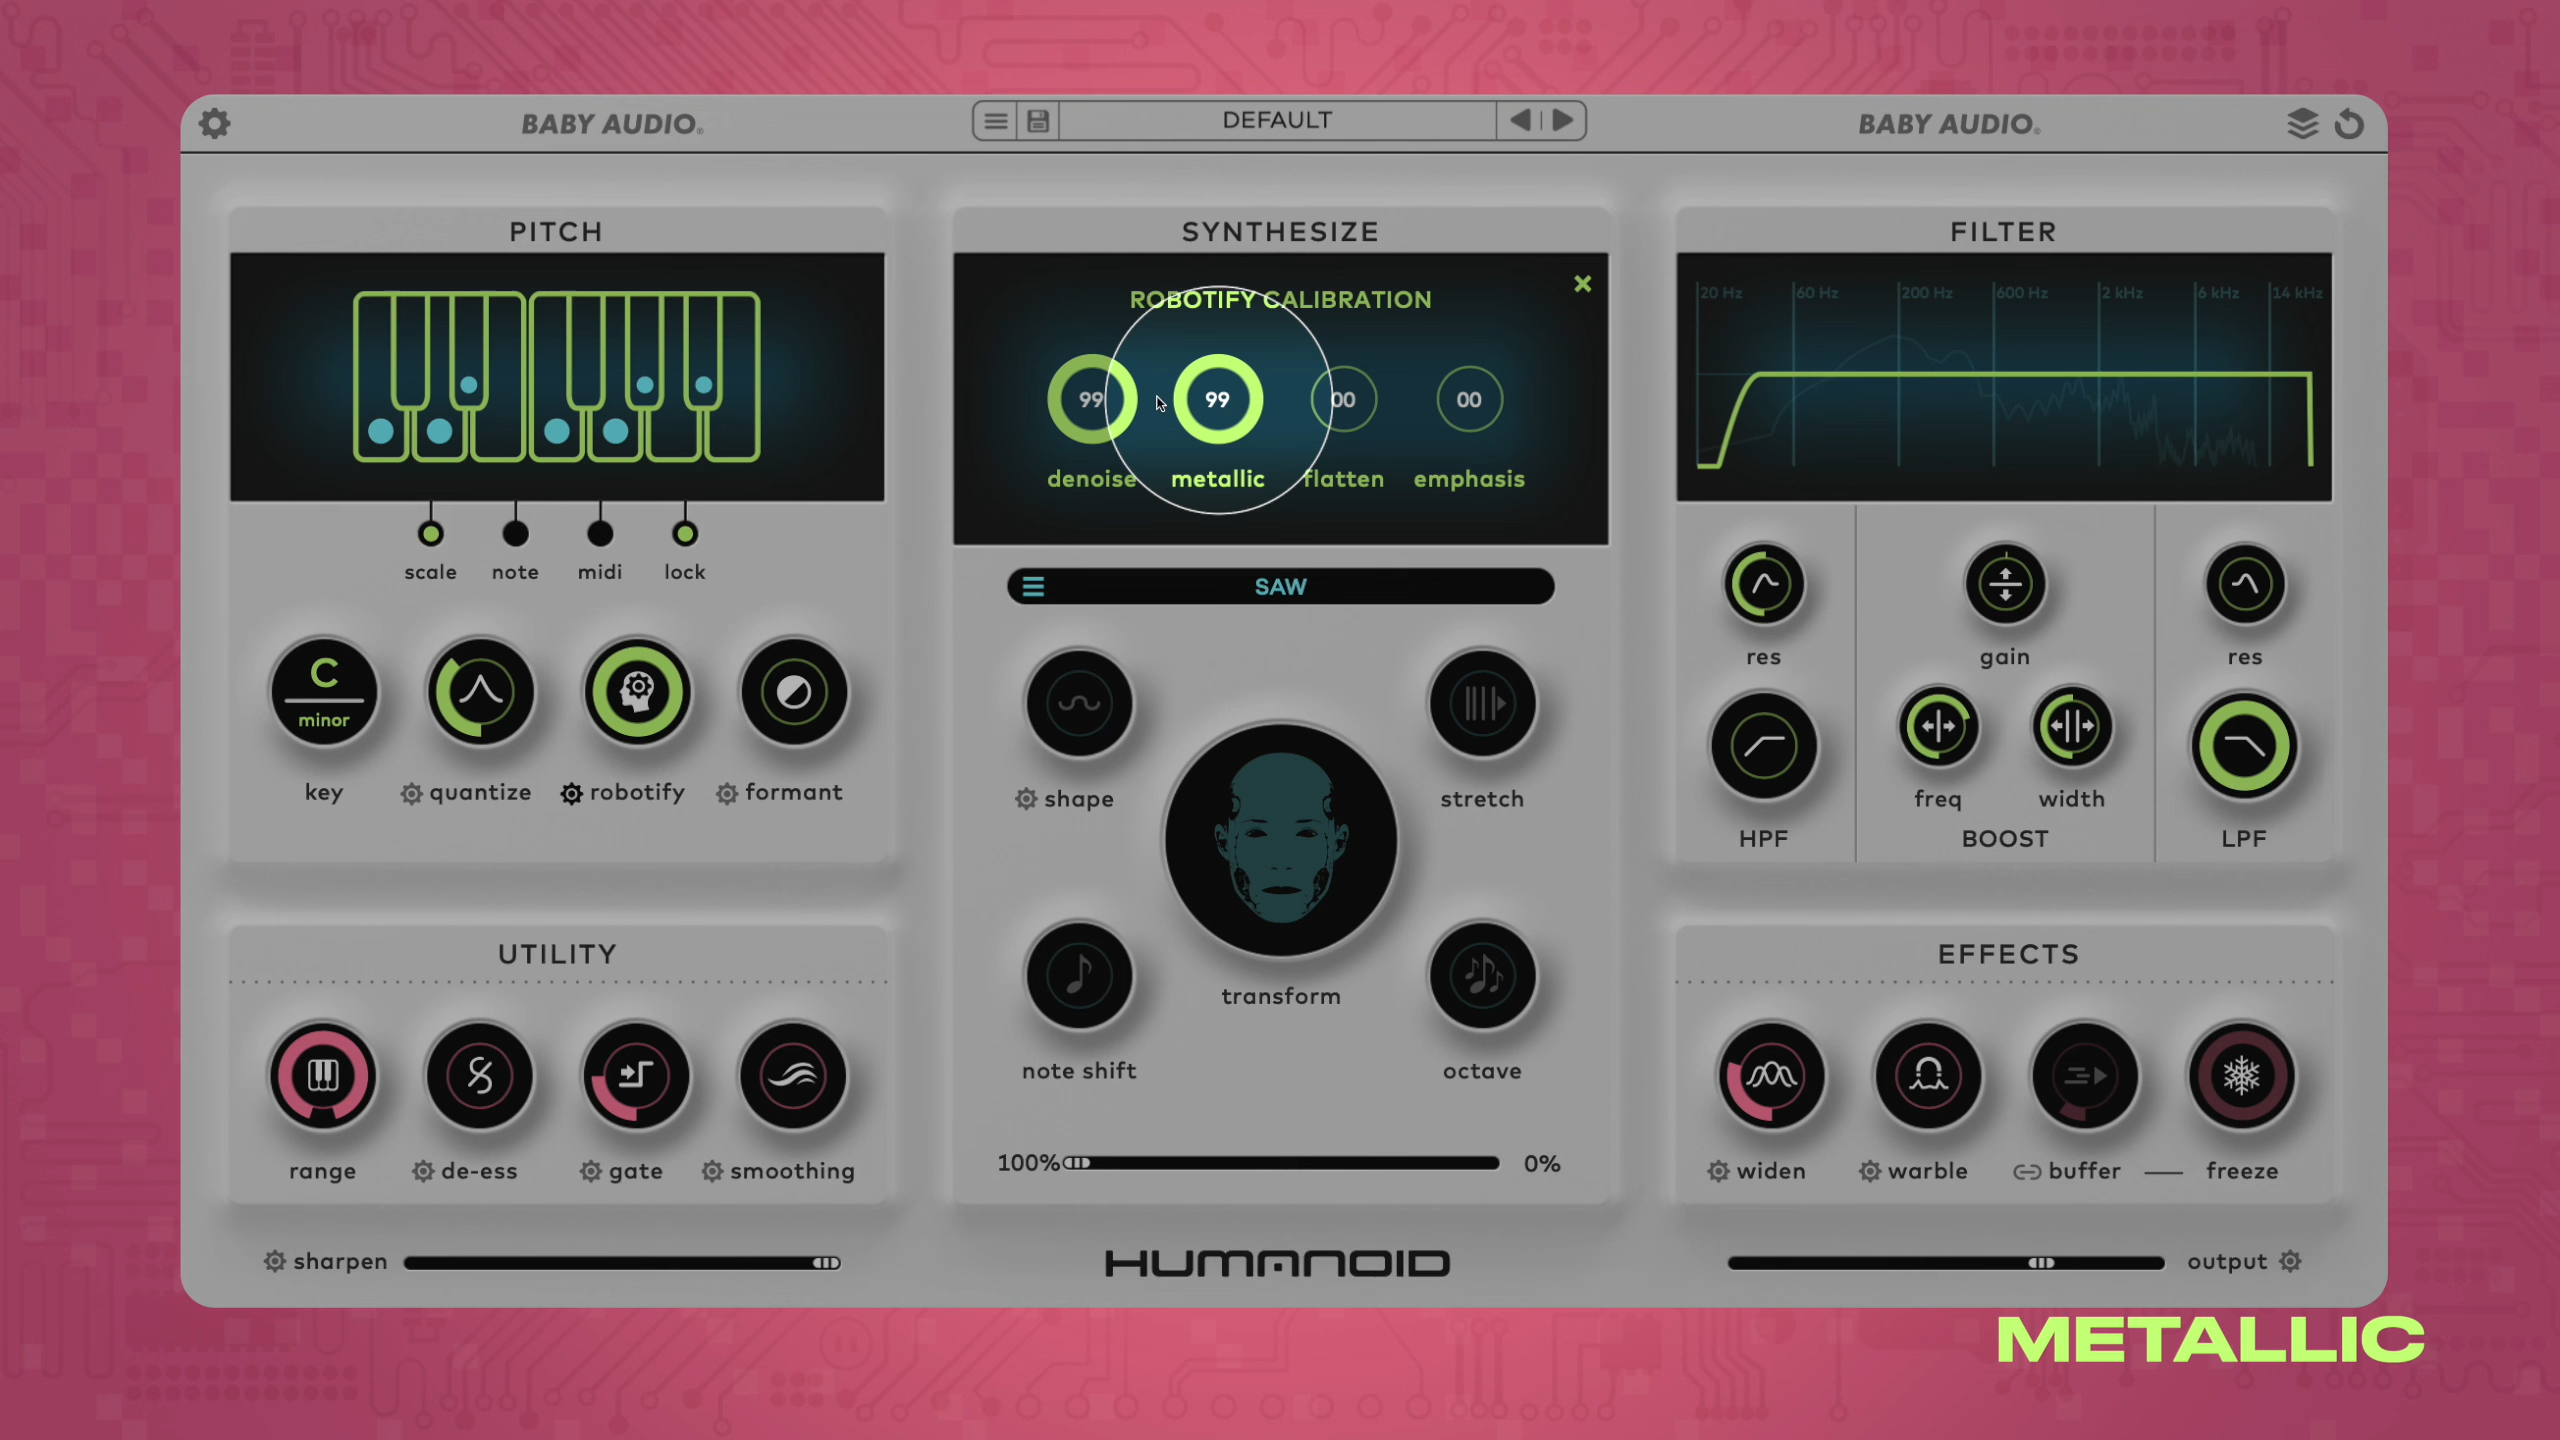 BABY AUDIO
DEFAULT
BABY AUDIO
PITCH
scale note midi lock
C
minor
key quantize robotify formant
UTILITY
range de-ess gate smoothing
sharpen
SYNTHESIZE
ROBOTIFY CALIBRATION
99 99 00 00
denoise metallic flatten emphasis
SAW
shape stretch
transform
note shift octave
100% 0%
HUMANOID
FILTER
20 Hz 60 Hz 200 Hz 600 Hz 2 kHz 6 kHz 14 kHz
res gain res
freq width
HPF BOOST LPF
EFFECTS
widen warble buffer freeze
output
METALLIC